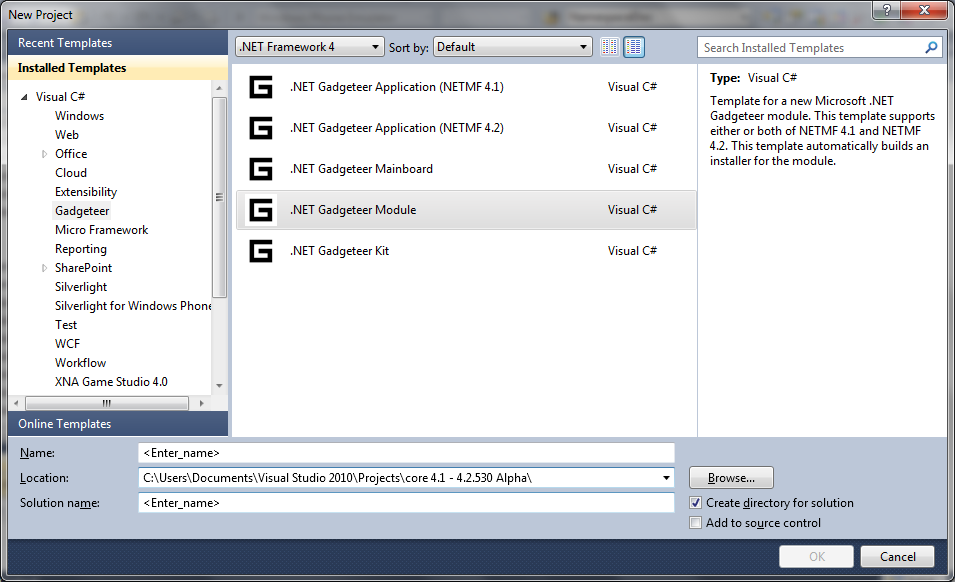 New Project
Recent Templates
Installed Templates
Visual C#
Windows
Web
Office
Cloud
Extensibility
Gadgeteer
Micro Framework
Reporting
SharePoint
Silverlight
Silverlight for Windows Phone
Test
WCF
Workflow
XNA Game Studio 4.0
Online Templates
.NET Framework 4 Sort by: Default
.NET Gadgeteer Application (NETMF 4.1) Visual C#
.NET Gadgeteer Application (NETMF 4.2) Visual C#
.NET Gadgeteer Mainboard Visual C#
.NET Gadgeteer Module Visual C#
.NET Gadgeteer Kit Visual C#
Search Installed Templates
Type: Visual C#
Template for a new Microsoft .NET
Gadgeteer module. This template supports
either or both of NETMF 4.1 and NETMF
4.2. This template automatically builds an
installer for the module.
Name: <Enter_name>
Location: C:\Users\Documents\Visual Studio 2010\Projects\core 4.1 - 4.2.530 Alpha\ Browse...
Solution name: <Enter_name>
Create directory for solution
Add to source control
OK Cancel